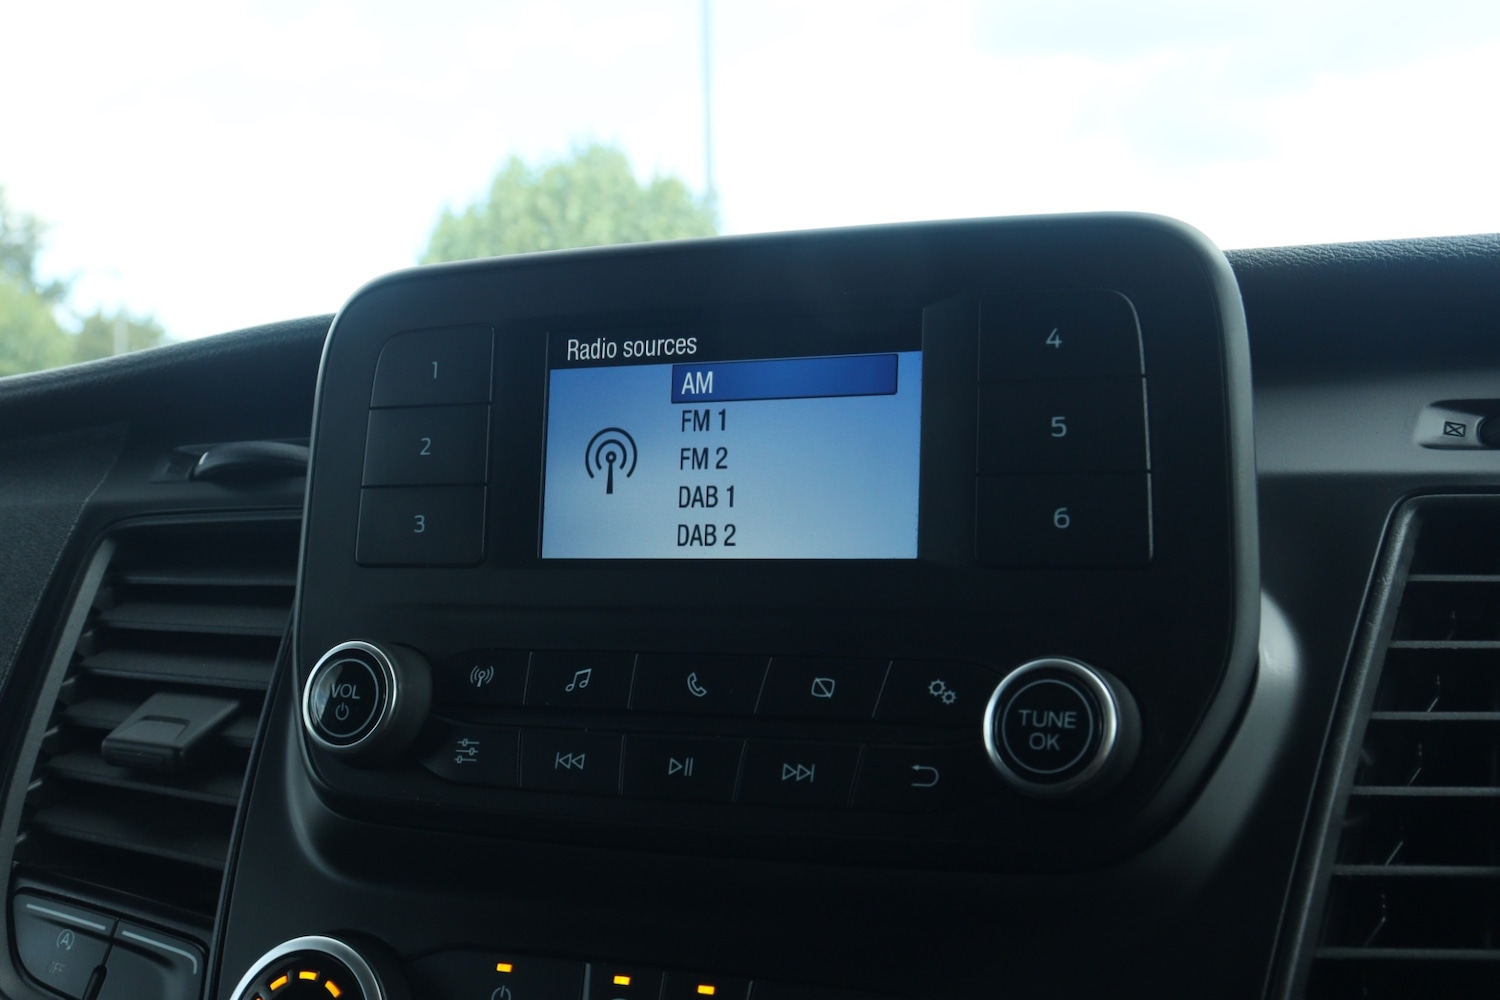 Radio sources
AM
FM 1
FM 2
DAB 1
DAB 2
1
2
3
4
5
6
VOL
TUNE
OK
A